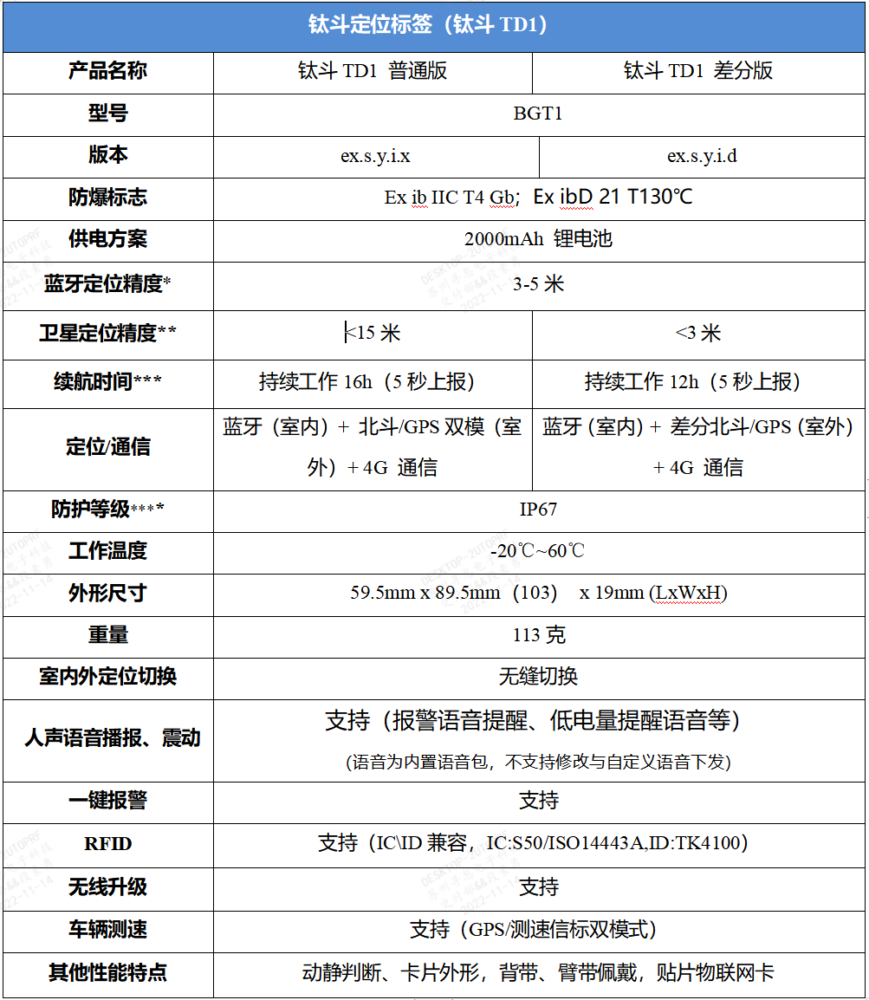 钛斗定位标签（钛斗 TD1）
产品名称 钛斗 TD1 普通版 钛斗 TD1 差分版
型号 BGT1
版本 ex.s.y.i.x ex.s.y.i.d
防爆标志 Ex ib IIC T4 Gb；Ex ibD 21 T130℃
供电方案 2000mAh 锂电池
蓝牙定位精度* 3-5 米
卫星定位精度** <15 米 <3 米
续航时间*** 持续工作 16h（5 秒上报） 持续工作 12h（5 秒上报）
定位/通信 蓝牙（室内）+ 北斗/GPS 双模（室
外）+ 4G 通信 蓝牙（室内）+ 差分北斗/GPS（室外）
+ 4G 通信
防护等级**** IP67
工作温度 -20℃~60℃
外形尺寸 59.5mm x 89.5mm（103） x 19mm (LxWxH)
重量 113 克
室内外定位切换 无缝切换
人声语音播报、震动 支持（报警语音提醒、低电量提醒语音等）
(语音为内置语音包，不支持修改与自定义语音下发)
一键报警 支持
RFID 支持（IC\ID 兼容，IC:S50/ISO14443A,ID:TK4100）
无线升级 支持
车辆测速 支持（GPS/测速信标双模式）
其他性能特点 动静判断、卡片外形，背带、臂带佩戴，贴片物联网卡
DESKTOP-2UTOPRF
2022-11-14